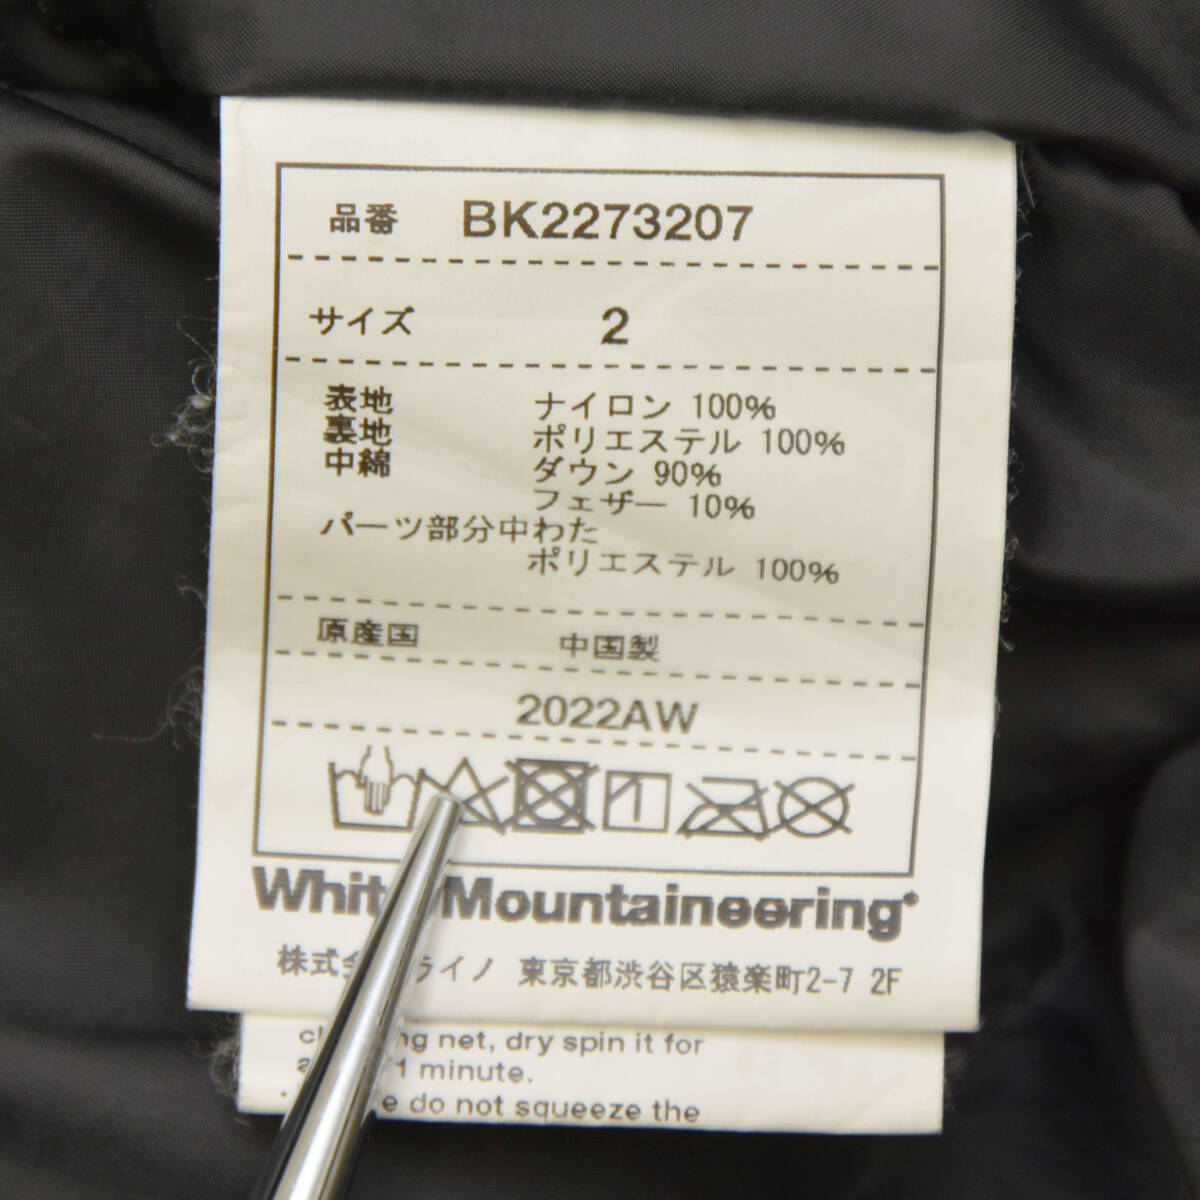 品番 BK2273207
サイズ 2
表地 ナイロン 100%
裏地 ポリエステル 100%
中綿 ダウン 90%
フェザー 10%
パーツ部分中わた
ポリエステル 100%
原産国 中国製
2022AW
White Mountaineering
株式 ライノ 東京都渋谷区猿楽町2-7 2F
net, dry spin it for
1 minute.
do not squeeze the